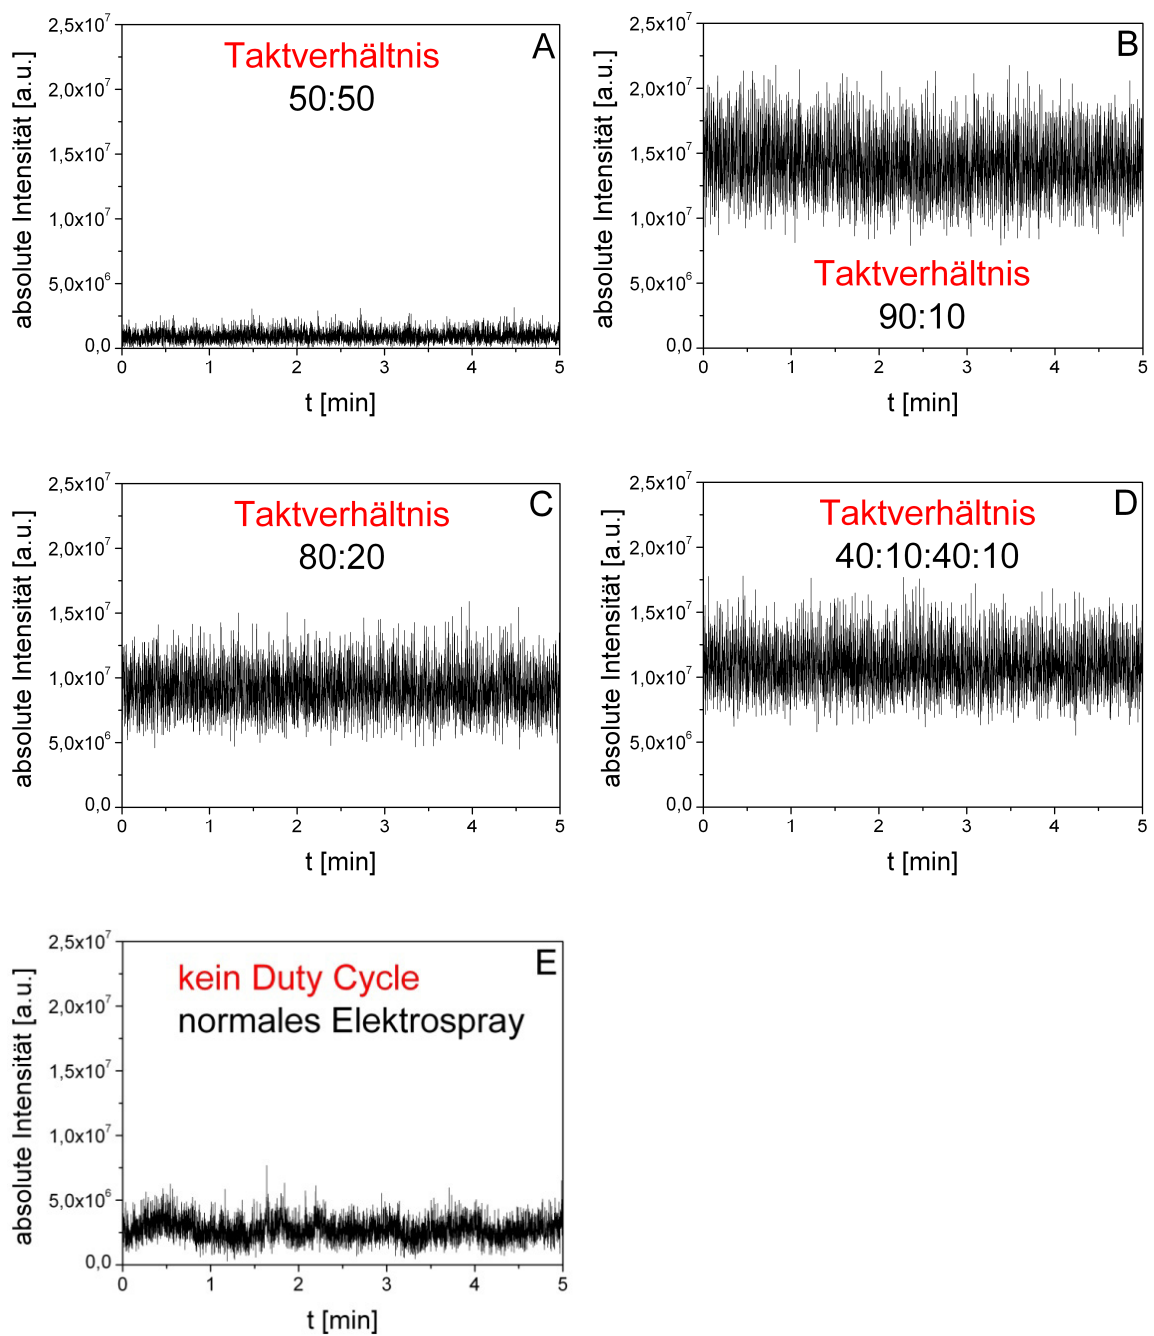 A
Taktverhältnis
50:50
absolute Intensität [a.u.]
2,5x10⁷
2,0x10⁷
1,5x10⁷
1,0x10⁷
5,0x10⁶
0,0
0 1 2 3 4 5
t [min]
B
Taktverhältnis
90:10
absolute Intensität [a.u.]
2,5x10⁷
2,0x10⁷
1,5x10⁷
1,0x10⁷
5,0x10⁶
0,0
0 1 2 3 4 5
t [min]
C
Taktverhältnis
80:20
absolute Intensität [a.u.]
2,5x10⁷
2,0x10⁷
1,5x10⁷
1,0x10⁷
5,0x10⁶
0,0
0 1 2 3 4 5
t [min]
D
Taktverhältnis
40:10:40:10
absolute Intensität [a.u.]
2,5x10⁷
2,0x10⁷
1,5x10⁷
1,0x10⁷
5,0x10⁶
0,0
0 1 2 3 4 5
t [min]
E
kein Duty Cycle
normales Elektrospray
absolute Intensität [a.u.]
2,5x10⁷
2,0x10⁷
1,5x10⁷
1,0x10⁷
5,0x10⁶
0,0
0 1 2 3 4 5
t [min]